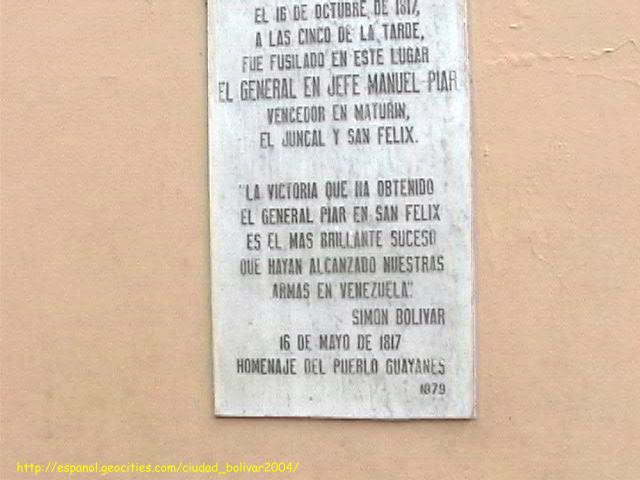 EL 16 DE OCTUBRE DE 1817,
A LAS CINCO DE LA TARDE,
FUE FUSILADO EN ESTE LUGAR
EL GENERAL EN JEFE MANUEL PIAR
VENCEDOR EN MATURIN,
EL JUNCAL Y SAN FELIX.
"LA VICTORIA QUE HA OBTENIDO
EL GENERAL PIAR EN SAN FELIX
ES EL MAS BRILLANTE SUCESO
QUE HAYAN ALCANZADO NUESTRAS
ARMAS EN VENEZUELA".
SIMON BOLIVAR
16 DE MAYO DE 1817
HOMENAJE DEL PUEBLO GUAYANES
1879
http://espanol.geocities.com/ciudad_bolivar2004/